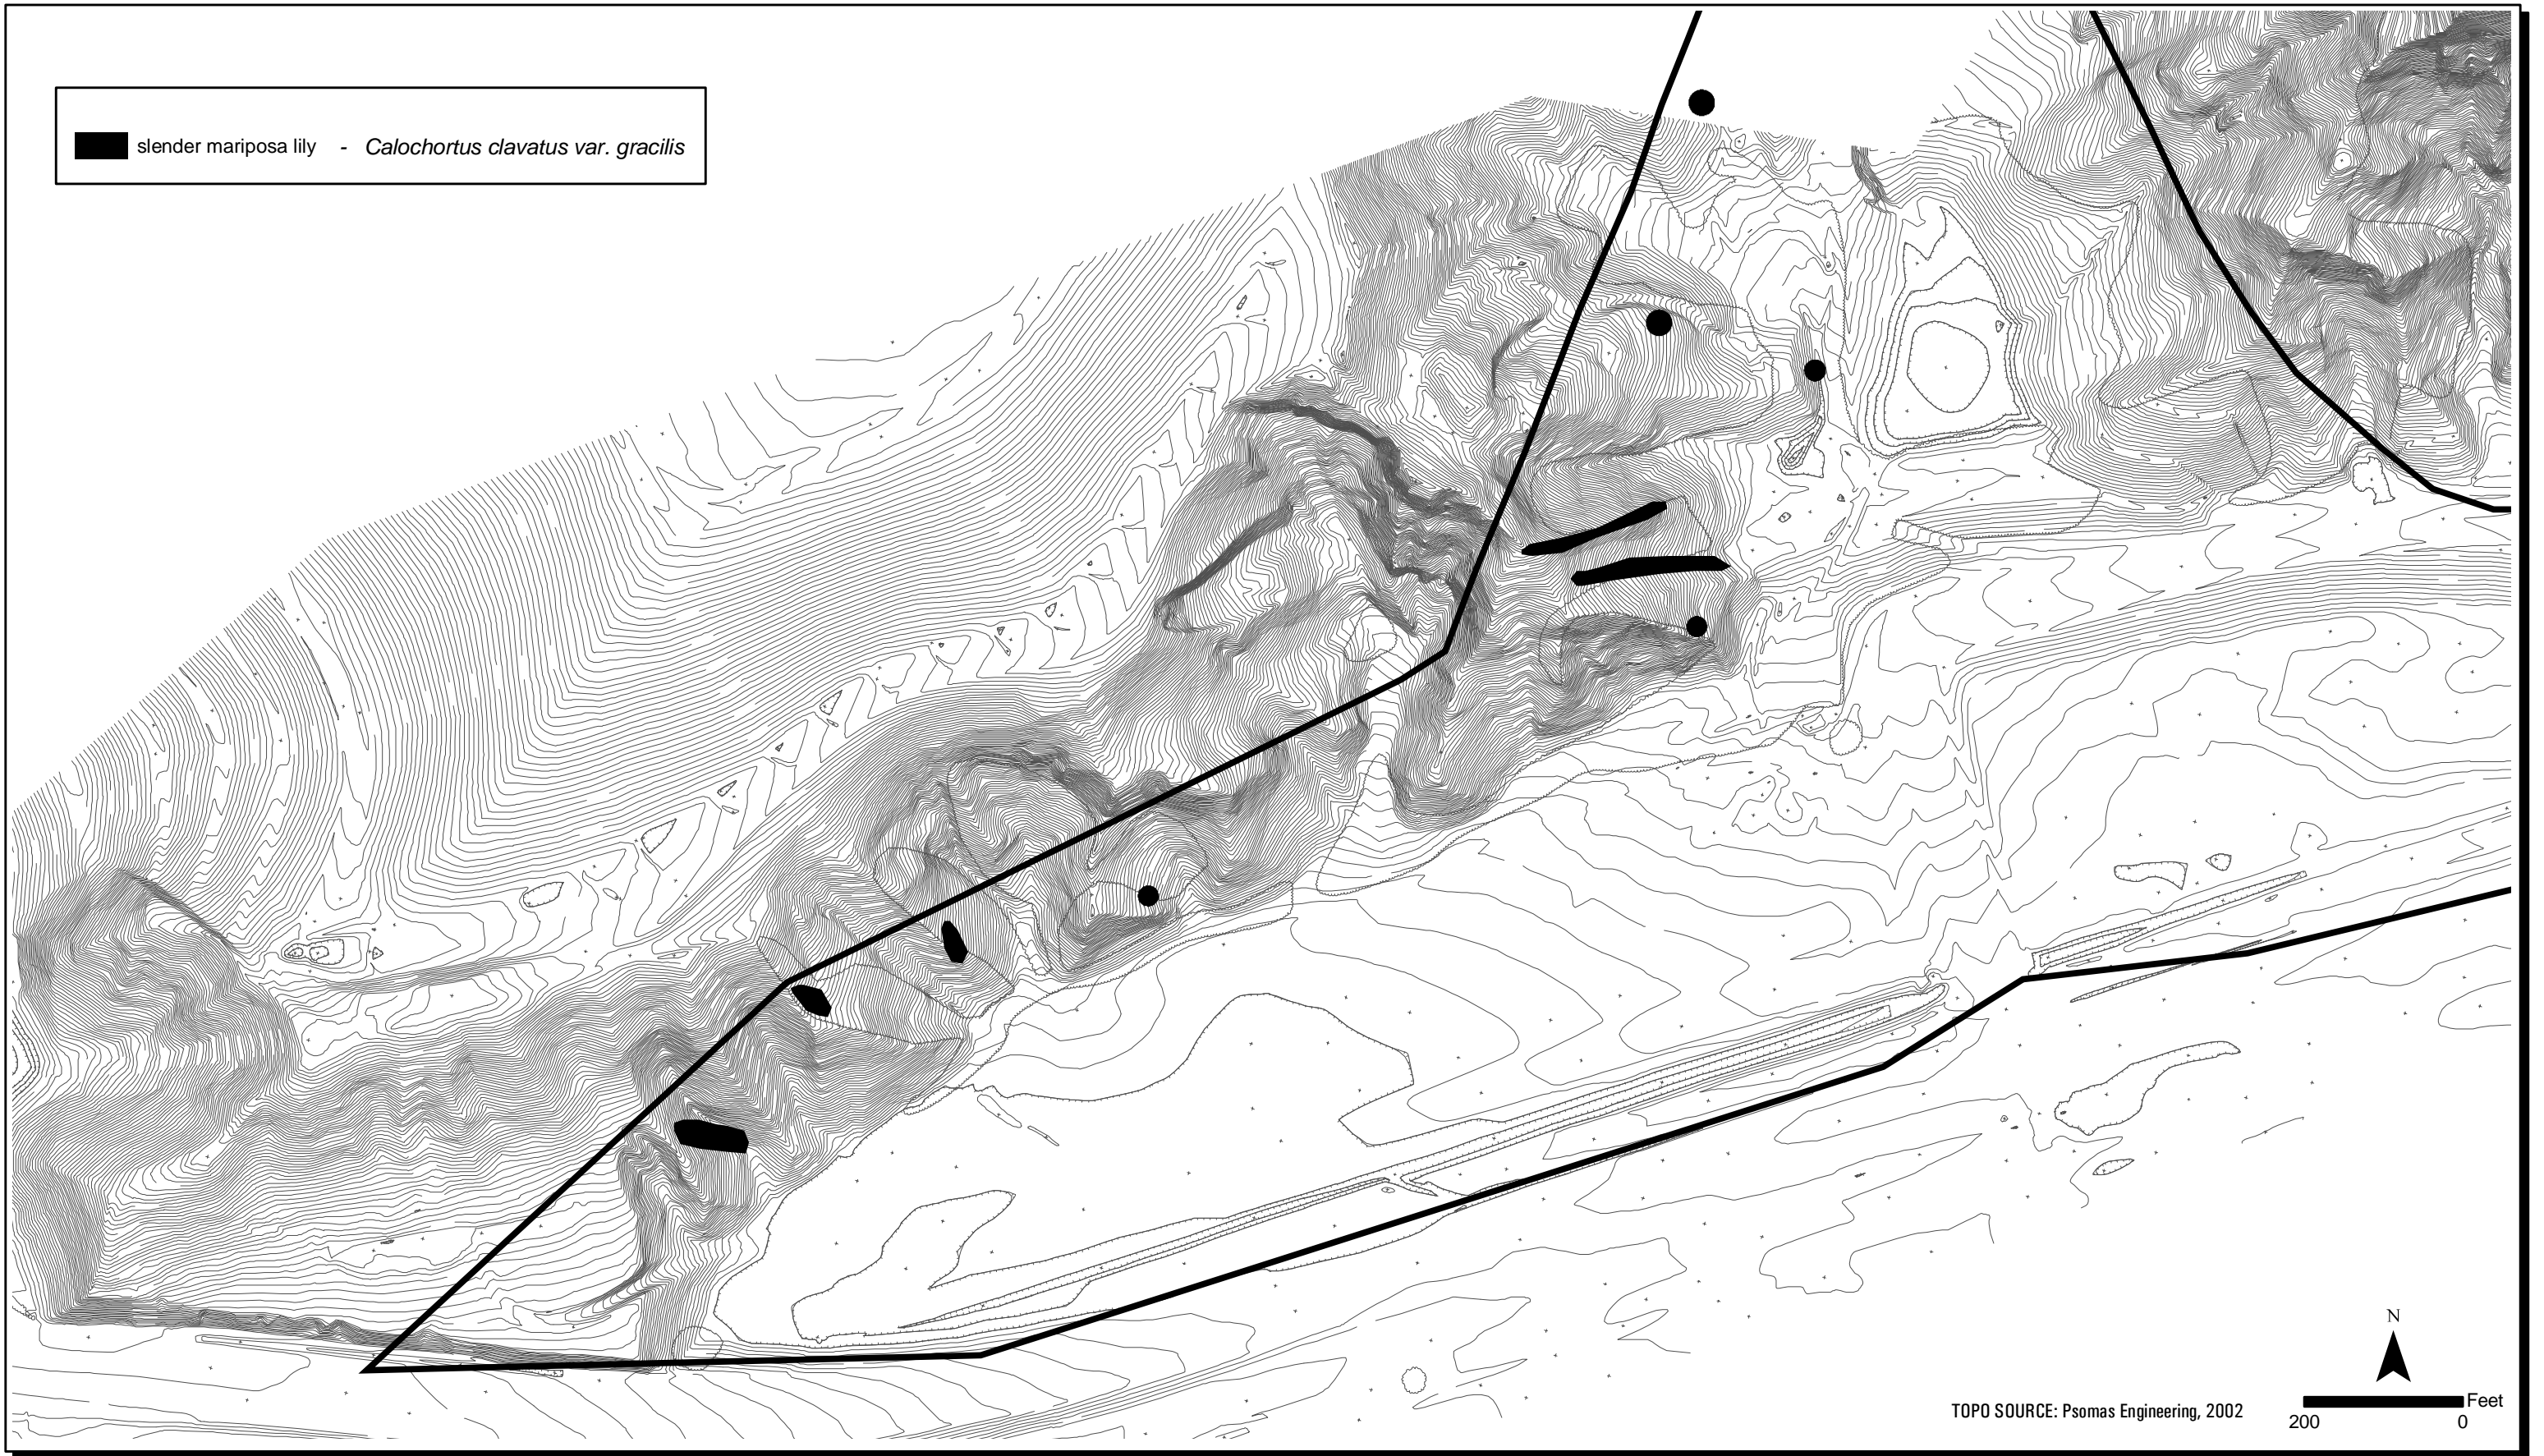 slender mariposa lily - Calochortus clavatus var. gracilis
N
TOPO SOURCE: Psomas Engineering, 2002
Feet
200 0